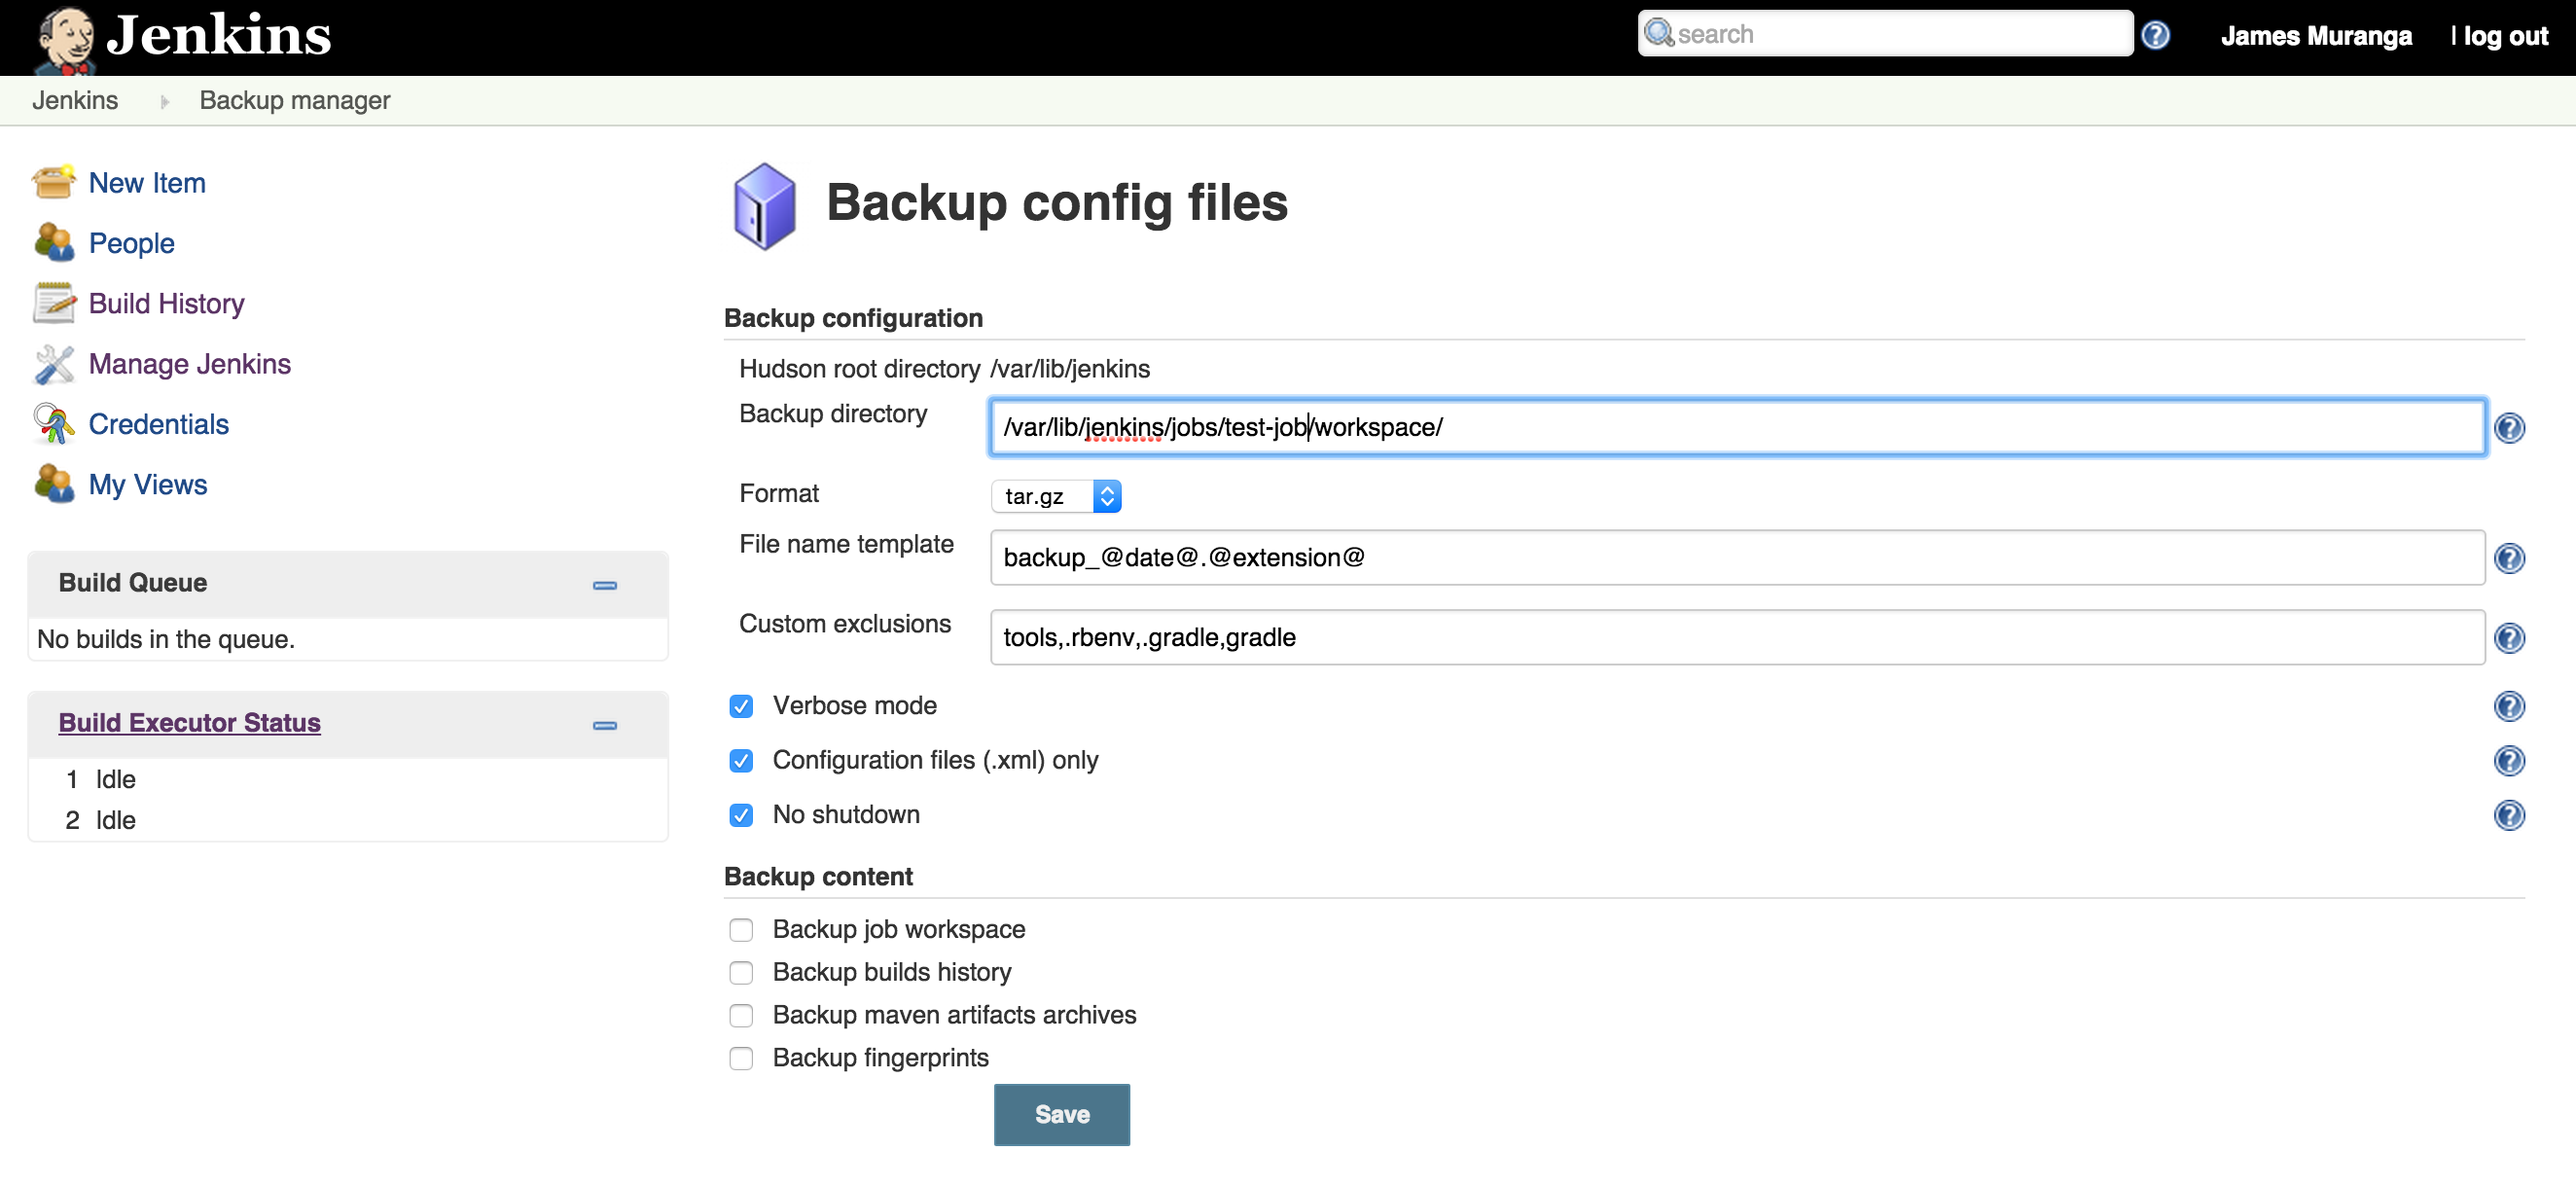 Jenkins
search
James Muranga
| log out
Jenkins
Backup manager
New Item
People
Build History
Manage Jenkins
Credentials
My Views
Build Queue
No builds in the queue.
Build Executor Status
1 Idle
2 Idle
Backup config files
Backup configuration
Hudson root directory /var/lib/jenkins
Backup directory /var/lib/jenkins/jobs/test-job/workspace/
Format tar.gz
File name template backup_@date@.@extension@
Custom exclusions tools,.rbenv,.gradle,gradle
Verbose mode
Configuration files (.xml) only
No shutdown
Backup content
Backup job workspace
Backup builds history
Backup maven artifacts archives
Backup fingerprints
Save